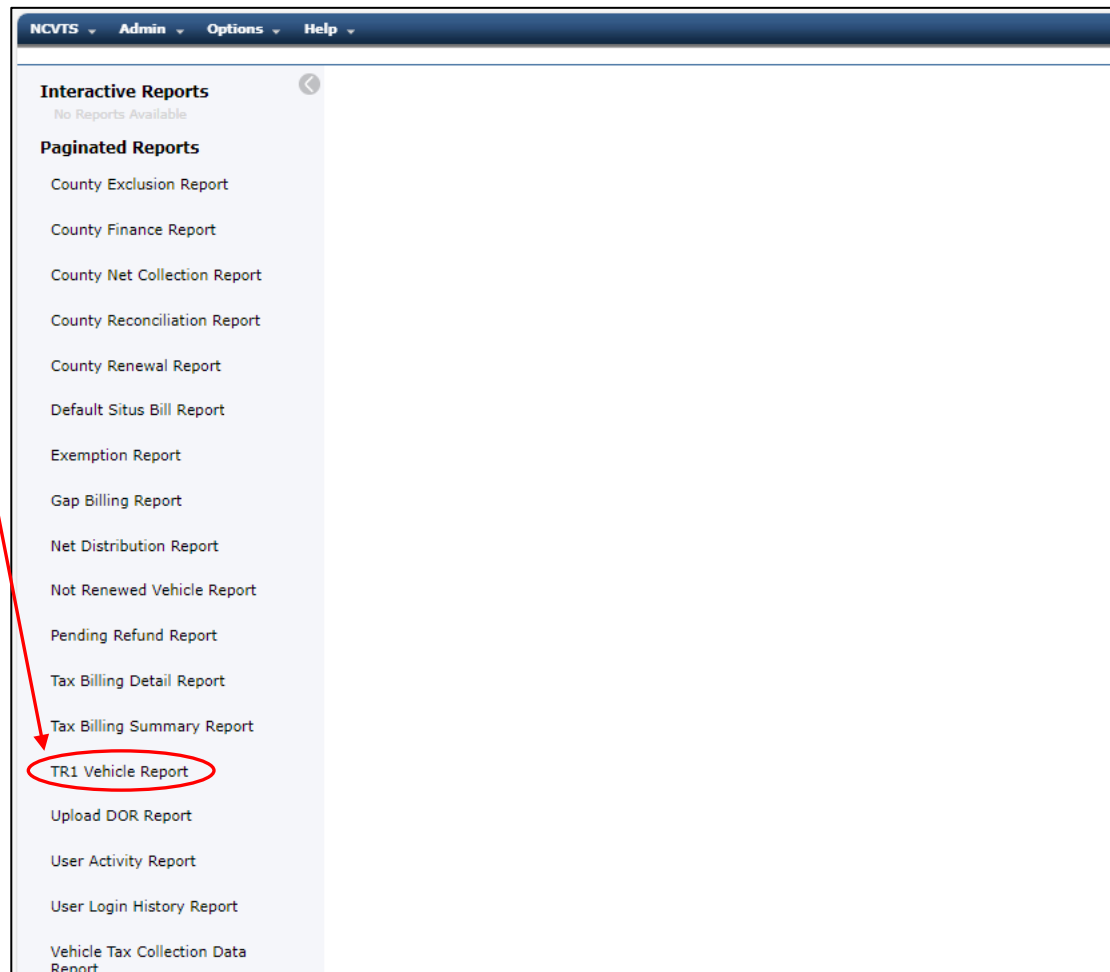 NCVTS Admin Options Help
Interactive Reports
No Reports Available
Paginated Reports
County Exclusion Report
County Finance Report
County Net Collection Report
County Reconciliation Report
County Renewal Report
Default Situs Bill Report
Exemption Report
Gap Billing Report
Net Distribution Report
Not Renewed Vehicle Report
Pending Refund Report
Tax Billing Detail Report
Tax Billing Summary Report
TR1 Vehicle Report
Upload DOR Report
User Activity Report
User Login History Report
Vehicle Tax Collection Data
Report